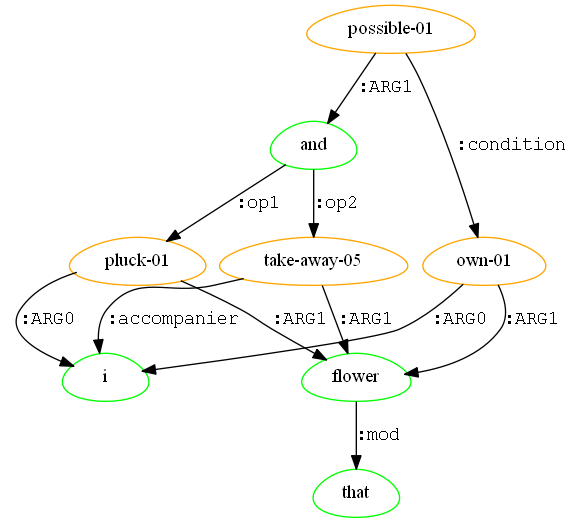 possible-01
:ARG1
and
:condition
:op1
:op2
pluck-01
take-away-05
own-01
:ARG0
:accompanier
:ARG1
:ARG1
:ARG0
:ARG1
i
flower
:mod
that